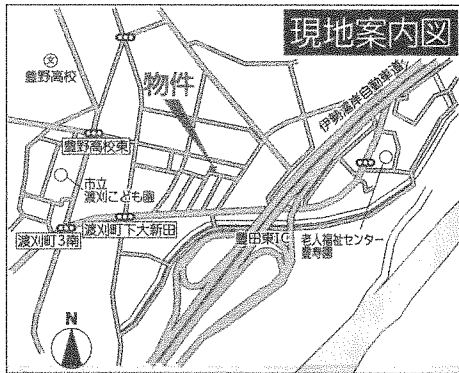 現地案内図
文
豊野高校
物件
伊勢湾岸自動車道
豊野高校東
市立
渡刈こども園
渡刈町3南
渡刈町下大新田
豊田東IC
老人福祉センター
豊寿園
N